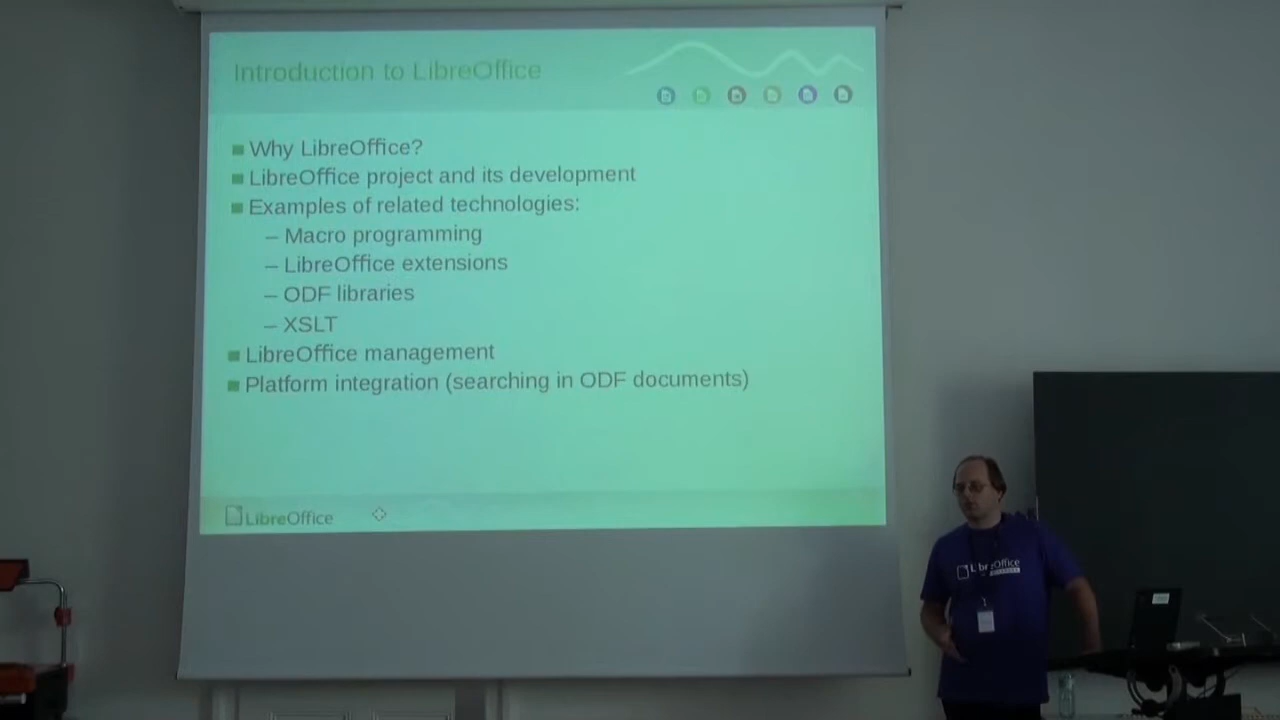 Introduction to LibreOffice
Why LibreOffice?
LibreOffice project and its development
Examples of related technologies:
– Macro programming
– LibreOffice extensions
– ODF libraries
– XSLT
LibreOffice management
Platform integration (searching in ODF documents)
LibreOffice
LibreOffice